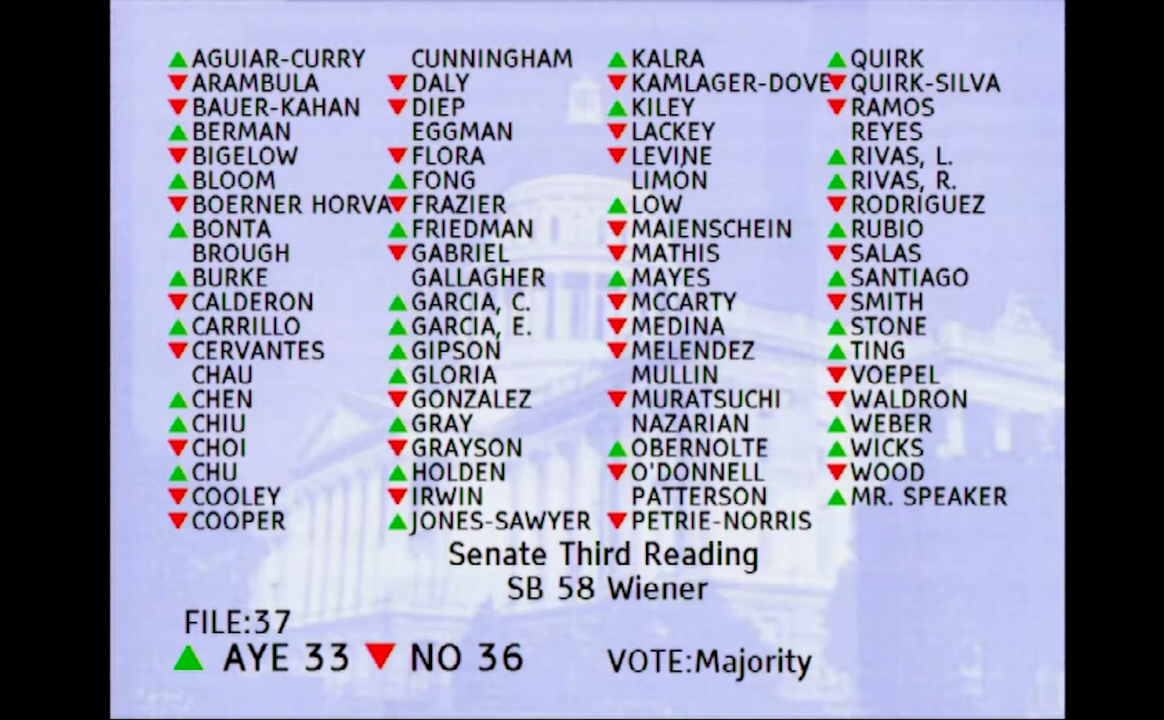 ▲ AGUIAR-CURRY CUNNINGHAM ▲ KALRA ▲ QUIRK
▼ ARAMBULA ▼ DALY ▼ KAMLAGER-DOVE ▼ QUIRK-SILVA
▼ BAUER-KAHAN ▼ DIEP ▲ KILEY ▼ RAMOS
▲ BERMAN EGGMAN ▼ LACKEY REYES
▼ BIGELOW ▼ FLORA ▼ LEVINE ▲ RIVAS, L.
▲ BLOOM ▲ FONG LIMÓN ▲ RIVAS, R.
▼ BOERNER HORVA ▼ FRAZIER ▲ LOW ▼ RODRIGUEZ
▲ BONTA ▲ FRIEDMAN ▼ MAIENSCHEIN ▲ RUBIO
BROUGH ▼ GABRIEL ▼ MATHIS ▼ SALAS
▲ BURKE GALLAGHER ▲ MAYES ▲ SANTIAGO
▼ CALDERON ▲ GARCIA, C. ▼ MCCARTY ▼ SMITH
▲ CARRILLO ▲ GARCIA, E. ▼ MEDINA ▲ STONE
▼ CERVANTES ▲ GIPSON ▼ MELENDEZ ▲ TING
CHAU ▲ GLORIA MULLIN ▼ VOEPEL
▲ CHEN ▼ GONZALEZ ▼ MURATSUCHI ▼ WALDRON
▲ CHIU ▲ GRAY NAZARIAN ▲ WEBER
▼ CHOI ▼ GRAYSON ▲ OBERNOLTE ▲ WICKS
▲ CHU ▲ HOLDEN ▼ O'DONNELL ▼ WOOD
▼ COOLEY ▼ IRWIN PATTERSON ▲ MR. SPEAKER
▼ COOPER ▲ JONES-SAWYER ▼ PETRIE-NORRIS
Senate Third Reading
SB 58 Wiener
FILE:37
▲ AYE 33 ▼ NO 36 VOTE:Majority